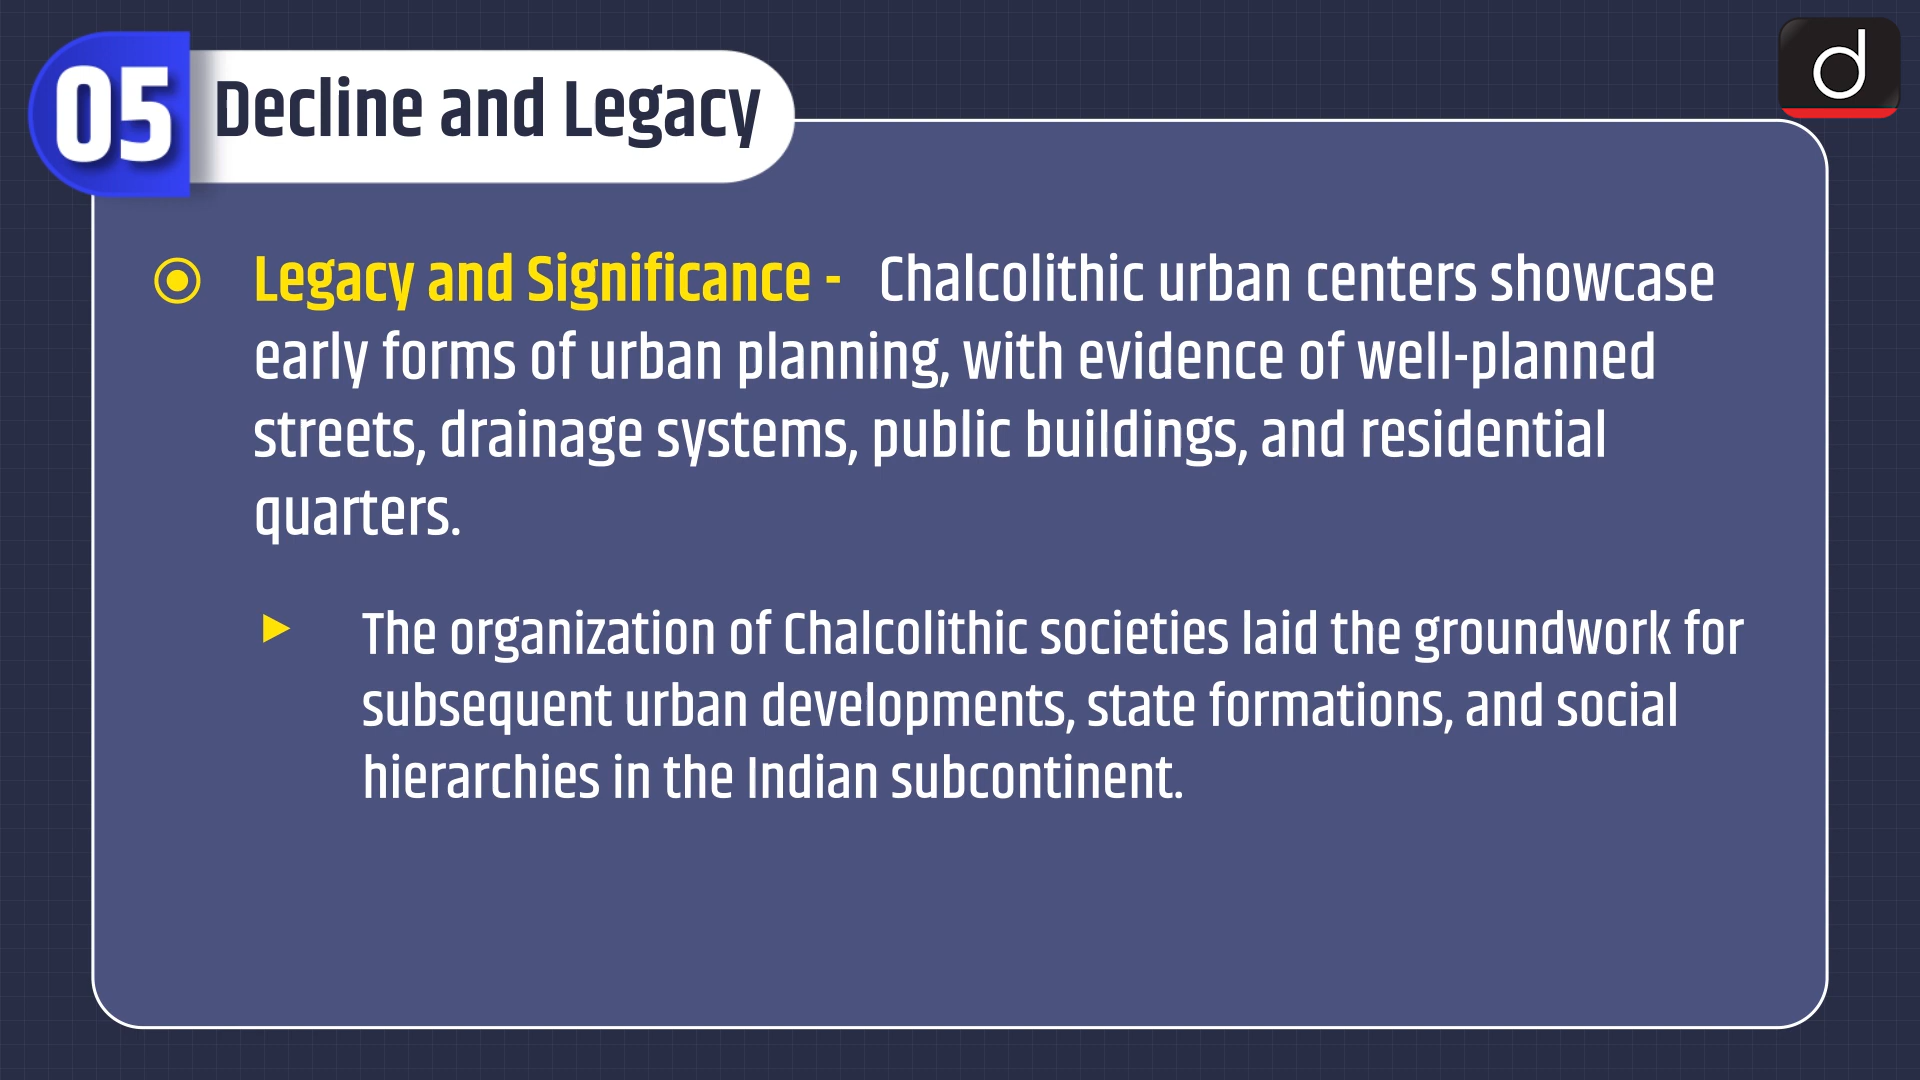 05 Decline and Legacy
d
Legacy and Significance - Chalcolithic urban centers showcase
early forms of urban planning, with evidence of well-planned
streets, drainage systems, public buildings, and residential
quarters.
The organization of Chalcolithic societies laid the groundwork for
subsequent urban developments, state formations, and social
hierarchies in the Indian subcontinent.